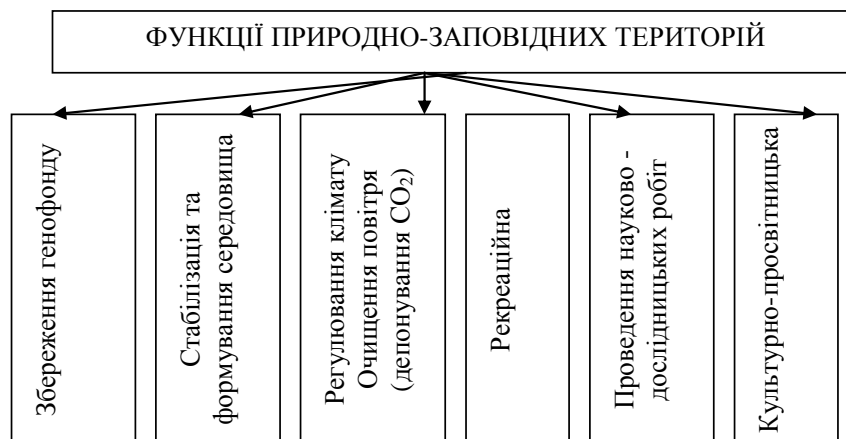 ФУНКЦІЇ ПРИРОДНО-ЗАПОВІДНИХ ТЕРИТОРІЙ
Збереження генофонду
Стабілізація та
формування середовища
Регулювання клімату
Очищення повітря
(депонування CO₂)
Рекреаційна
Проведення науково -
дослідницьких робіт
Культурно-просвітницька